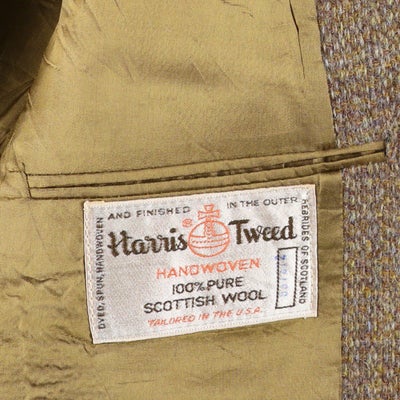 DYED, SPUN, HANDWOVEN
AND FINISHED IN THE OUTER
HEBRIDES OF SCOTLAND
Harris Tweed
®
HANDWOVEN
100% PURE
SCOTTISH WOOL
TAILORED IN THE U.S.A.